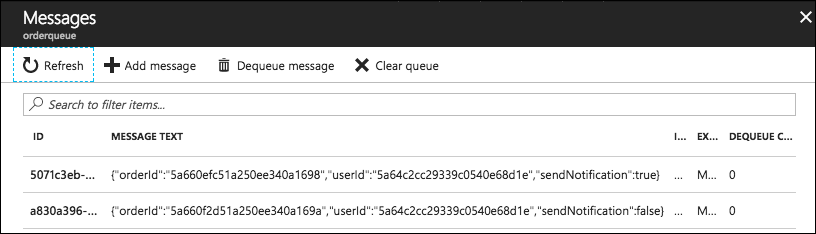 Messages
orderqueue
Refresh Add message Dequeue message Clear queue
Search to filter items...
ID MESSAGE TEXT I... EX... DEQUEUE C...
5071c3eb-... {"orderId":"5a660efc51a250ee340a1698","userId":"5a64c2cc29339c0540e68d1e","sendNotification":true} ... M... 0
a830a396-... {"orderId":"5a660f2d51a250ee340a169a","userId":"5a64c2cc29339c0540e68d1e","sendNotification":false} ... M... 0